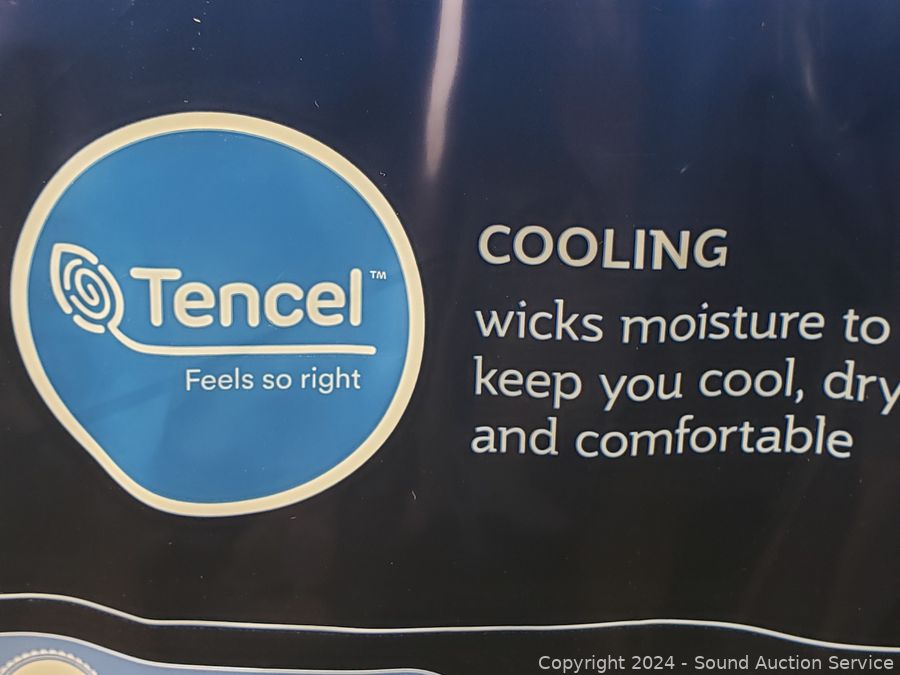 Tencel™
Feels so right
COOLING
wicks moisture to
keep you cool, dry
and comfortable
Copyright 2024 - Sound Auction Service